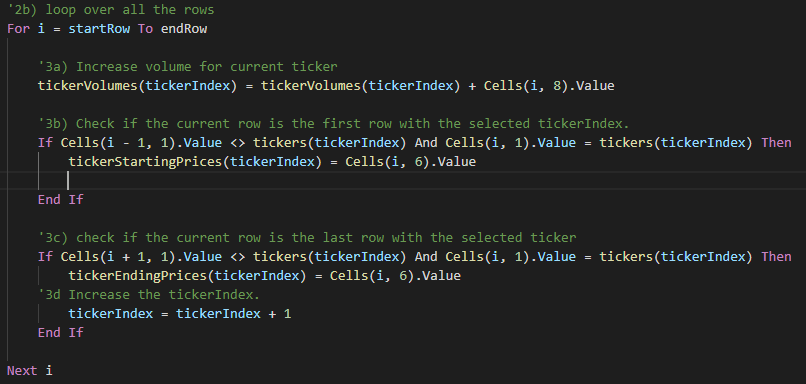 '2b) loop over all the rows
For i = startRow To endRow
'3a) Increase volume for current ticker
tickerVolumes(tickerIndex) = tickerVolumes(tickerIndex) + Cells(i, 8).Value
'3b) Check if the current row is the first row with the selected tickerIndex.
If Cells(i - 1, 1).Value <> tickers(tickerIndex) And Cells(i, 1).Value = tickers(tickerIndex) Then
tickerStartingPrices(tickerIndex) = Cells(i, 6).Value
End If
'3c) check if the current row is the last row with the selected ticker
If Cells(i + 1, 1).Value <> tickers(tickerIndex) And Cells(i, 1).Value = tickers(tickerIndex) Then
tickerEndingPrices(tickerIndex) = Cells(i, 6).Value
'3d Increase the tickerIndex.
tickerIndex = tickerIndex + 1
End If
Next i